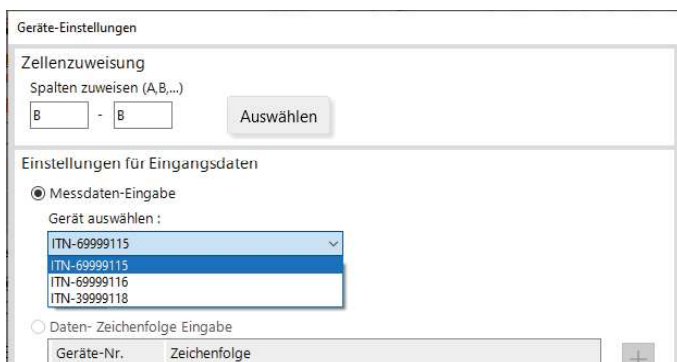 Geräte-Einstellungen
Zellenzuweisung
Spalten zuweisen (A,B,...)
B - B Auswählen
Einstellungen für Eingangsdaten
Messdaten-Eingabe
Gerät auswählen :
ITN-69999115
ITN-69999115
ITN-69999116
ITN-39999118
Daten- Zeichenfolge Eingabe
Geräte-Nr. Zeichenfolge +